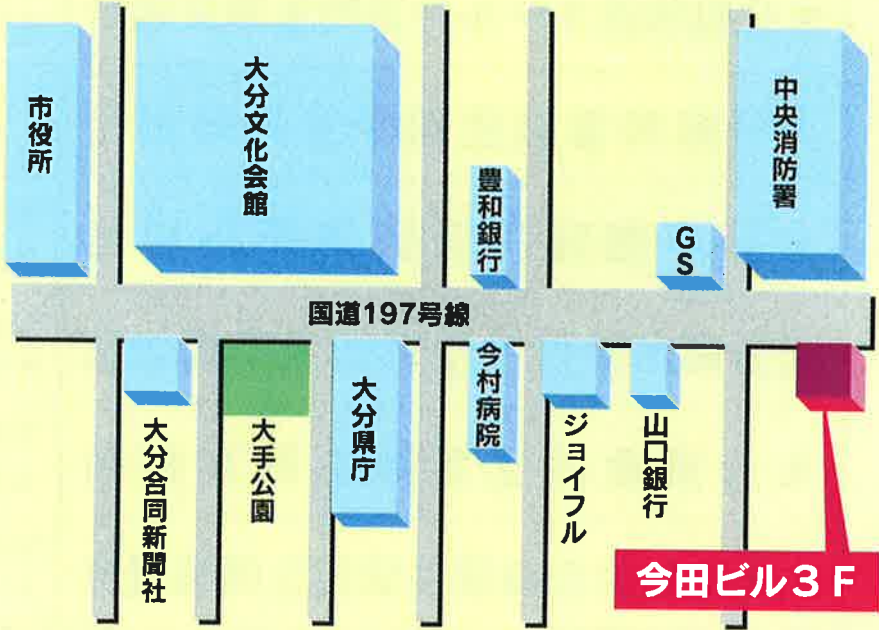 市役所
大分文化会館
豊和銀行
GS
中央消防署
国道197号線
大分合同新聞社
大手公園
大分県庁
今村病院
ジョイフル
山口銀行
今田ビル3F